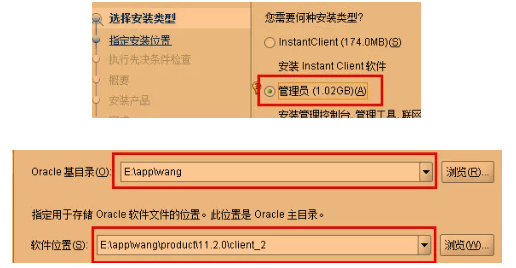 选择安装类型
您需要何种安装类型?
指定安装位置
InstantClient (174.0MB)(S)
执行先决条件检查
安装 Instant Client 软件
概要
管理员 (1.02GB)(A)
安装产品
安装管理控制台, 管理工具, 联网
Oracle 基目录(O):
E:\app\wang
浏览(R)...
指定用于存储 Oracle 软件文件的位置。此位置是 Oracle 主目录。
软件位置(S):
E:\app\wang\product\11.2.0\client_2
浏览(W)...